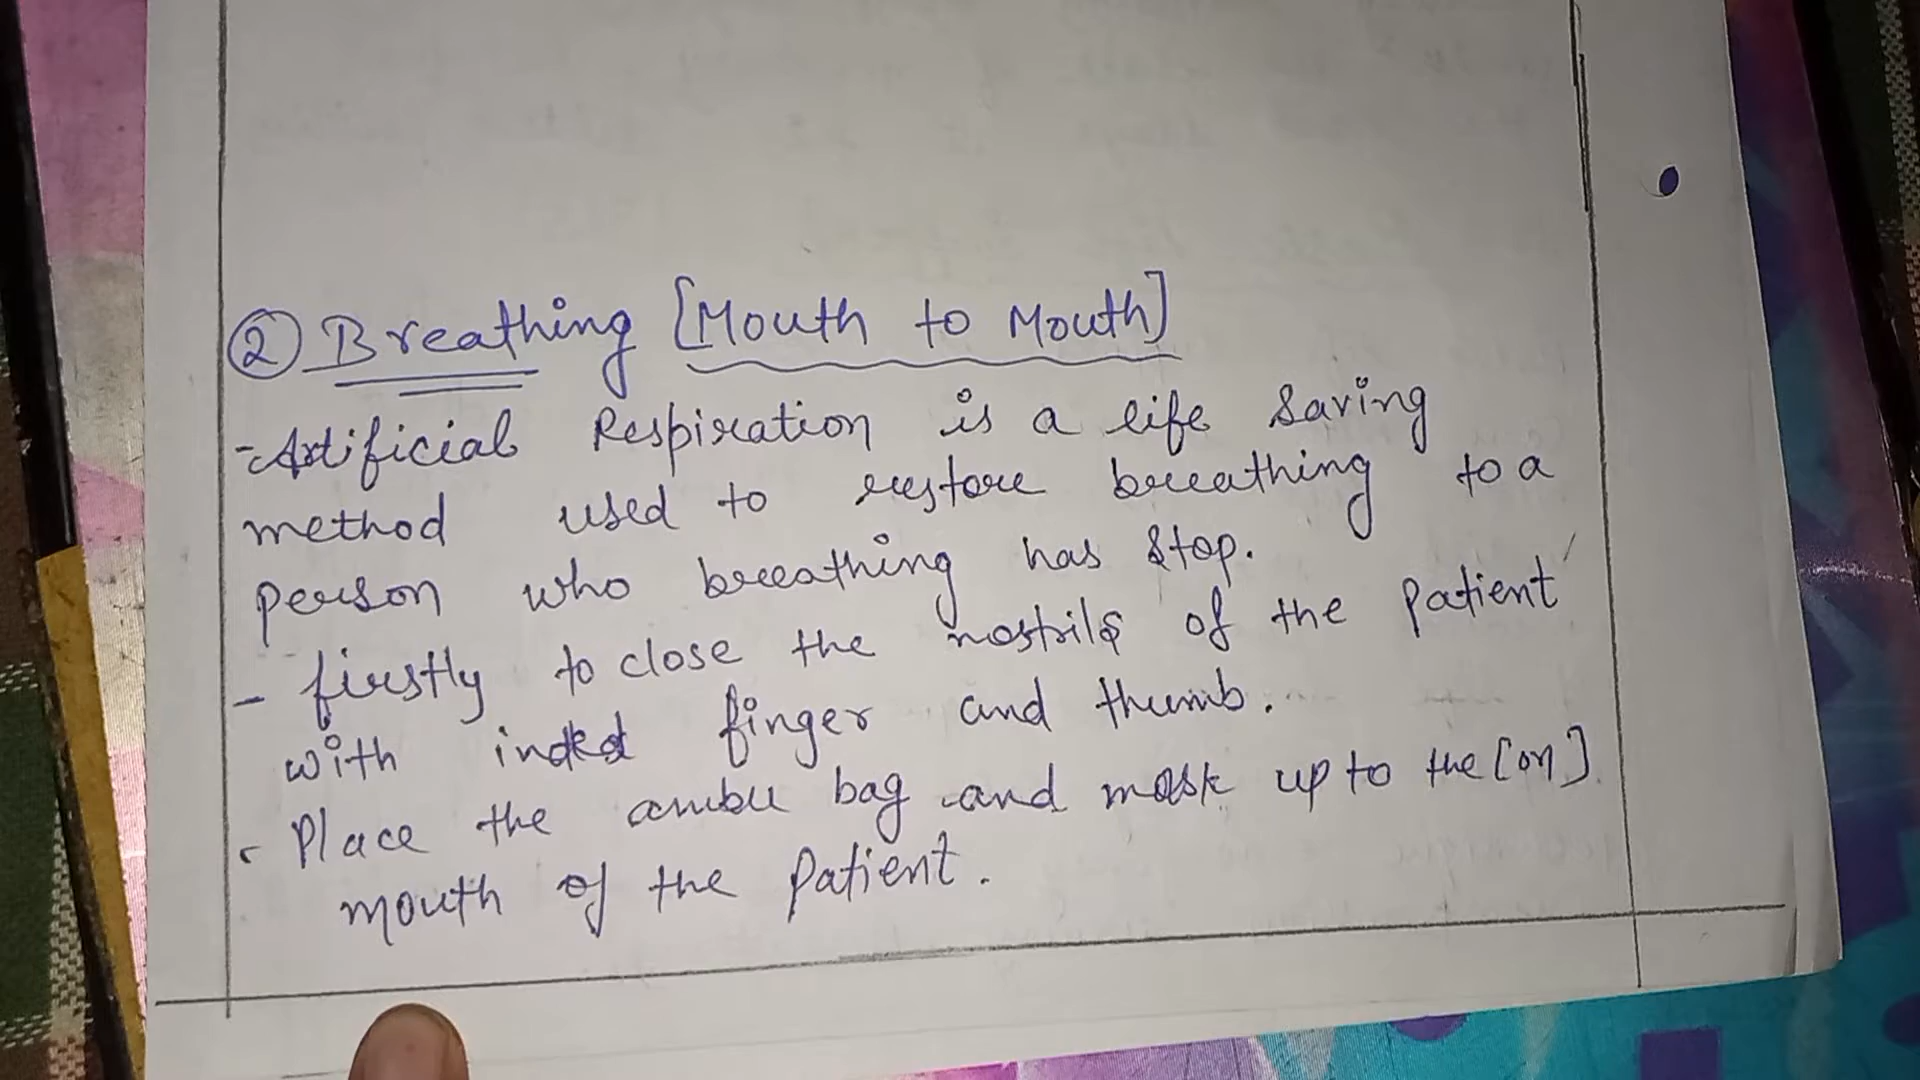 ② Breathing [Mouth to Mouth]
- Artificial Respiration is a life saving
method used to restore breathing to a
person who breathing has stop.
- firstly to close the nostrils of the patient
with finger and thumb.
- Place the ambu bag and mask up to the [on]
mouth of the Patient.